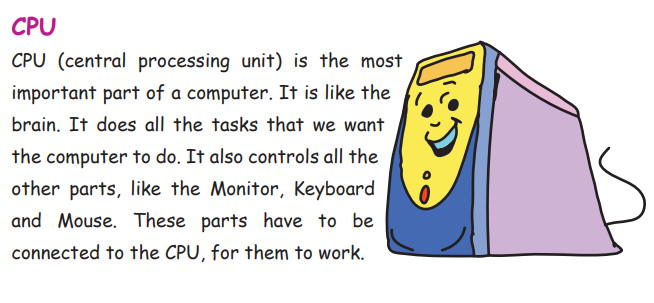 CPU
CPU (central processing unit) is the most
important part of a computer. It is like the
brain. It does all the tasks that we want
the computer to do. It also controls all the
other parts, like the Monitor, Keyboard
and Mouse. These parts have to be
connected to the CPU, for them to work.